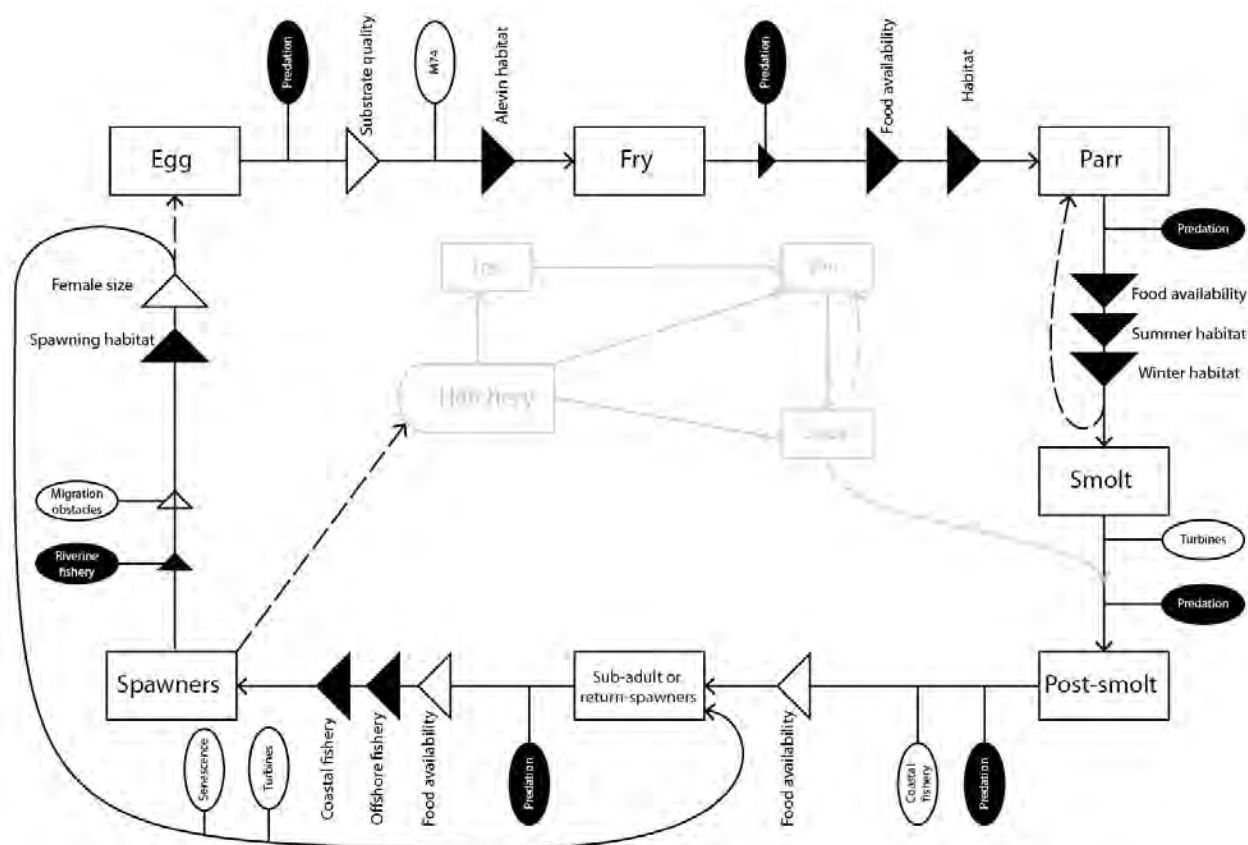 Predation
Substrate quality
M74
Alevin habitat
Predation
Food availability
Habitat
Egg
Fry
Parr
Predation
Female size
Spawning habitat
Food availability
Summer habitat
Winter habitat
Hatchery
Smolt
Migration
obstacles
Riverine
fishery
Turbines
Predation
Spawners
Sub-adult or
return-spawners
Post-smolt
Senescence
Turbines
Coastal fishery
Offshore fishery
Food availability
Predation
Food availability
Coastal
fishery
Predation